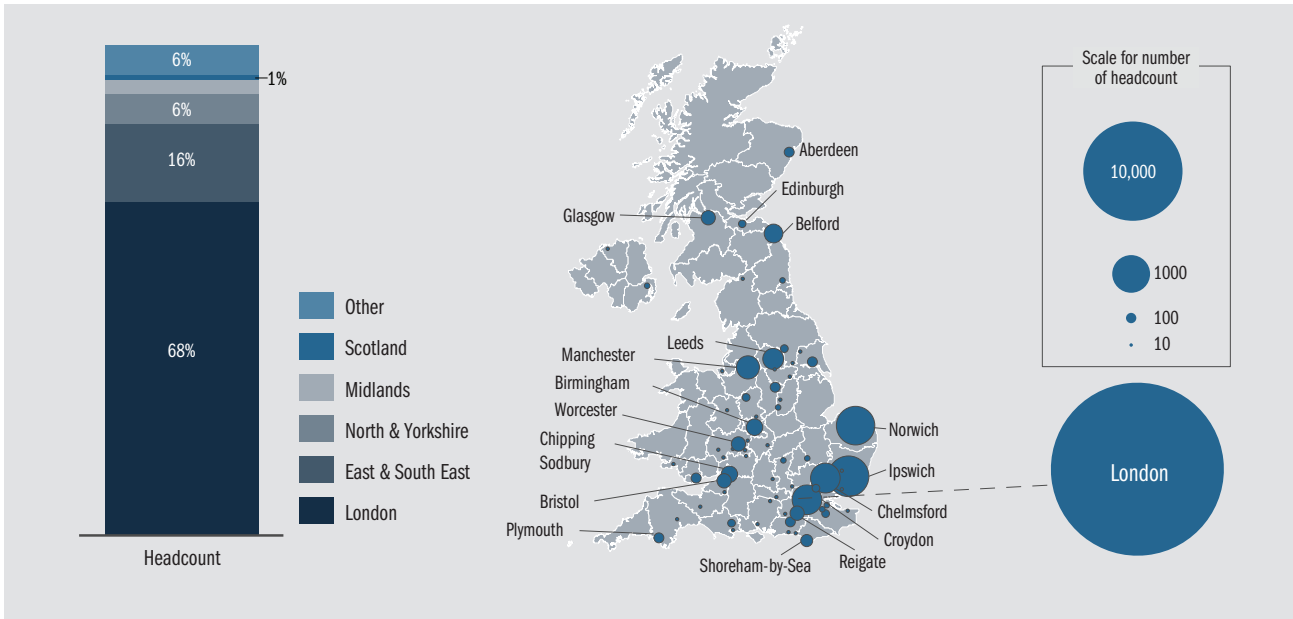 6%
1%
6%
16%
68%
Headcount
Other
Scotland
Midlands
North & Yorkshire
East & South East
London
Aberdeen
Edinburgh
Glasgow
Belford
Leeds
Manchester
Birmingham
Worcester
Chipping
Sodbury
Bristol
Plymouth
Norwich
Ipswich
Chelmsford
Croydon
Reigate
Shoreham-by-Sea
Scale for number
of headcount
10,000
1000
100
10
London